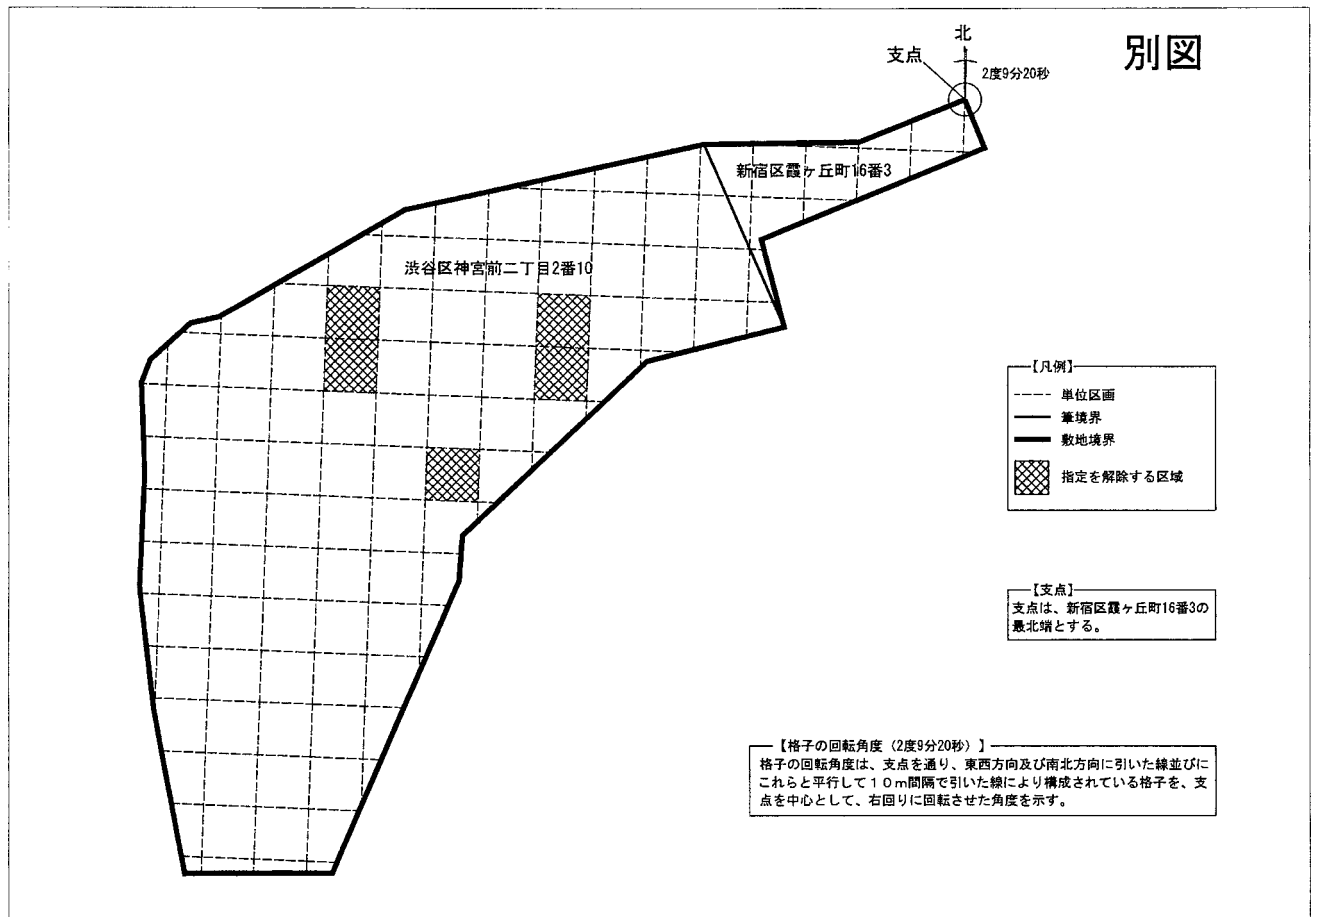 別図
北
支点
2度9分20秒
新宿区霞ヶ丘町16番3
渋谷区神宮前二丁目2番10
【凡例】
単位区画
筆境界
敷地境界
指定を解除する区域
【支点】
支点は、新宿区霞ヶ丘町16番3の
最北端とする。
【格子の回転角度（2度9分20秒）】
格子の回転角度は、支点を通り、東西方向及び南北方向に引いた線並びに
これらと平行して１０ｍ間隔で引いた線により構成されている格子を、支
点を中心として、右回りに回転させた角度を示す。